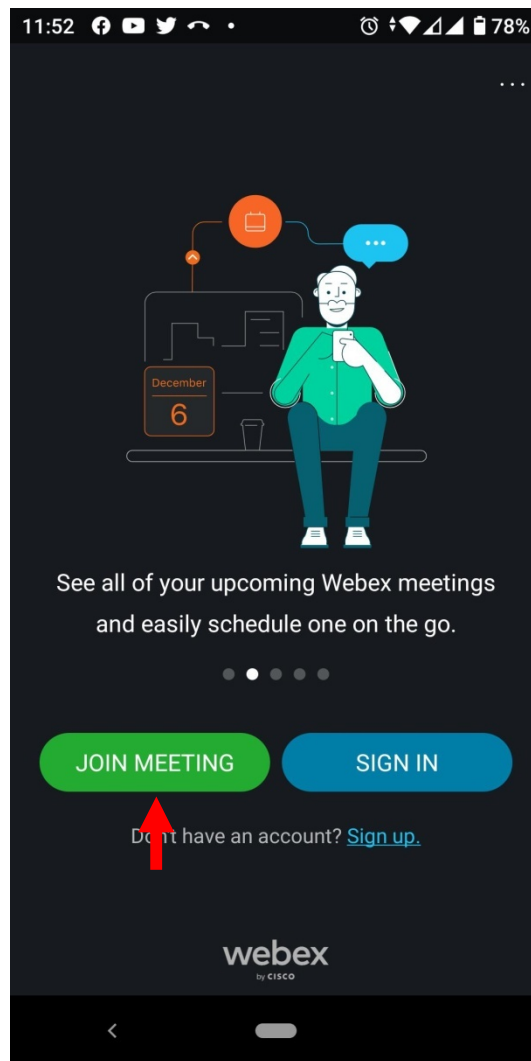 11:52
78%
December
6
See all of your upcoming Webex meetings
and easily schedule one on the go.
JOIN MEETING
SIGN IN
Don't have an account? Sign up.
webex
by CISCO